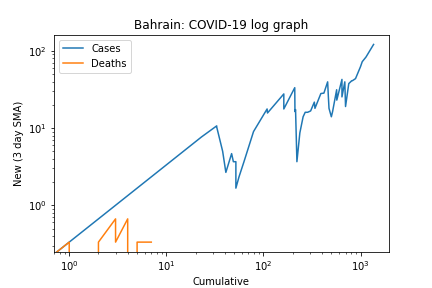 Bahrain: COVID-19 log graph
Cases
Deaths
10²
10¹
10⁰
New (3 day SMA)
10⁰ 10¹ 10² 10³
Cumulative